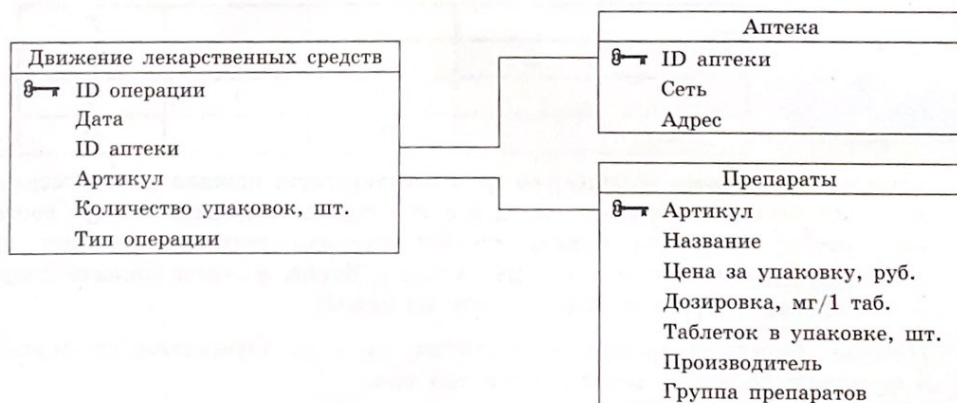 Движение лекарственных средств
ID операции
Дата
ID аптеки
Артикул
Количество упаковок, шт.
Тип операции
Аптека
ID аптеки
Сеть
Адрес
Препараты
Артикул
Название
Цена за упаковку, руб.
Дозировка, мг/1 таб.
Таблеток в упаковке, шт.
Производитель
Группа препаратов